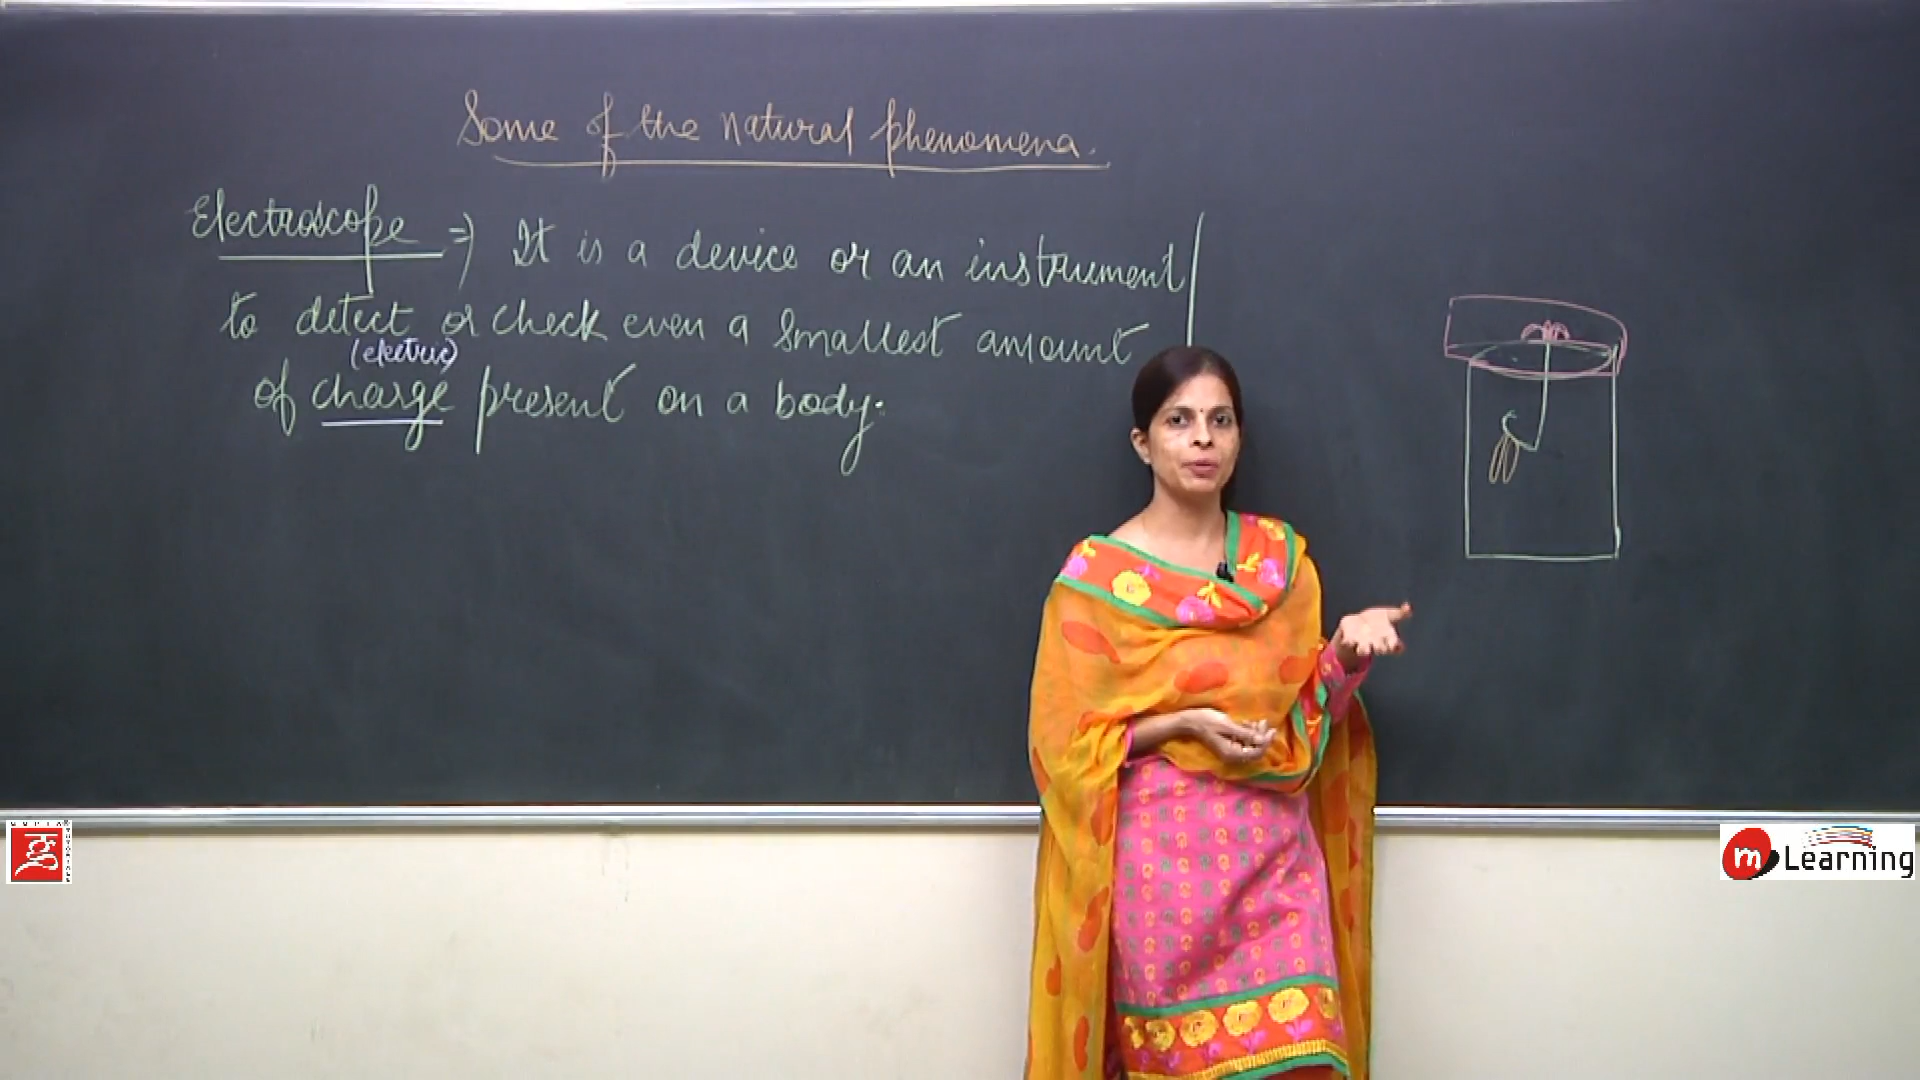 Some of the natural phenomena.
Electroscope => It is a device or an instrument
to detect or check even a smallest amount
(electric)
of charge present on a body.
m Learning